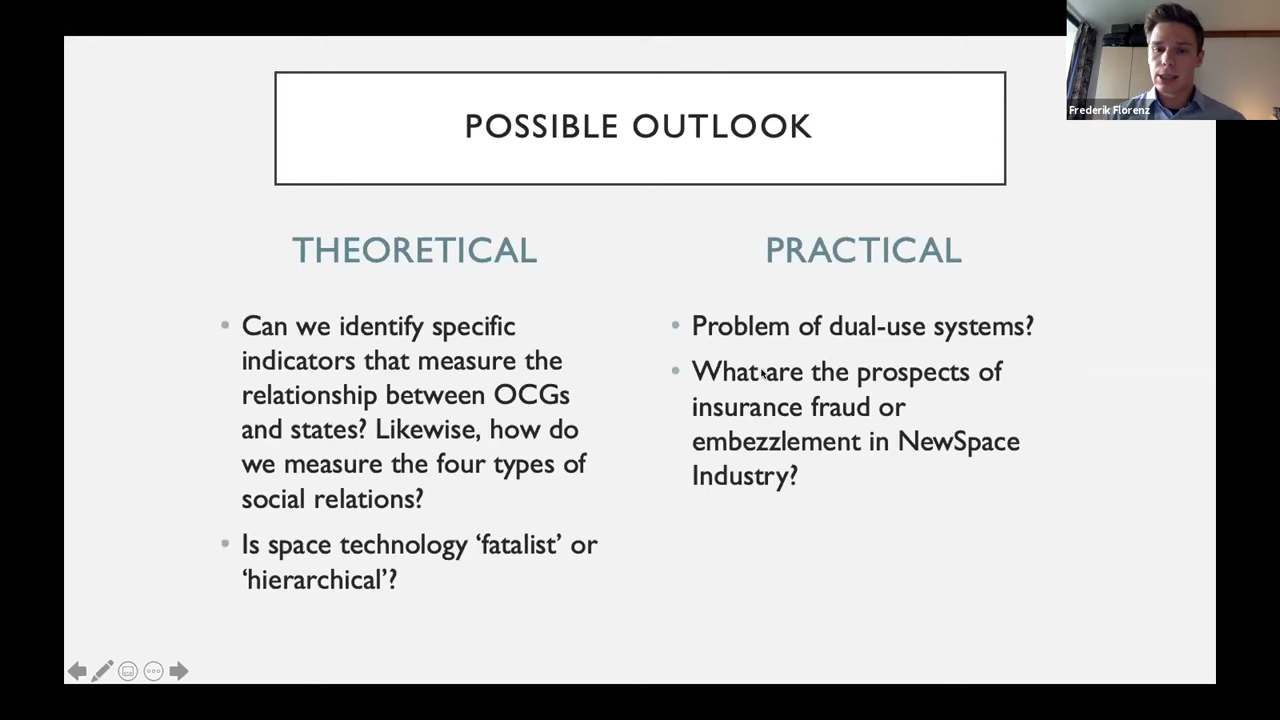 Frederik Florenz
POSSIBLE OUTLOOK
THEORETICAL
Can we identify specific
indicators that measure the
relationship between OCGs
and states? Likewise, how do
we measure the four types of
social relations?
Is space technology ‘fatalist’ or
‘hierarchical’?
PRACTICAL
Problem of dual-use systems?
What are the prospects of
insurance fraud or
embezzlement in NewSpace
Industry?